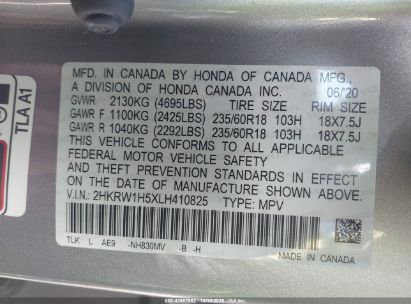 TLA A1
MFD. IN CANADA BY HONDA OF CANADA MFG.,
A DIVISION OF HONDA CANADA INC. 06/20
GVWR 2130KG (4695LBS) TIRE SIZE RIM SIZE
GAWR F 1100KG (2425LBS) 235/60R18 103H 18X7.5J
GAWR R 1040KG (2292LBS) 235/60R18 103H 18X7.5J
THIS VEHICLE CONFORMS TO ALL APPLICABLE
FEDERAL MOTOR VEHICLE SAFETY AND
THEFT PREVENTION STANDARDS IN EFFECT ON
THE DATE OF MANUFACTURE SHOWN ABOVE.
V.I.N.: 2HKRW1H5XLH410825 TYPE: MPV
TLK L AE9 -NH830MV -B -H